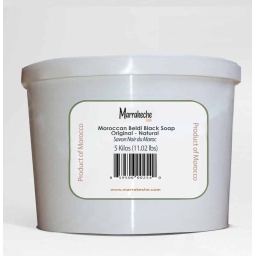 Marrakeche
Moroccan Beldi Black Soap
Original - Natural
Savon Noir du Maroc
5 Kilos (11.02 lbs)
Product of Morocco
Product of Morocco
www.marrakeche.com